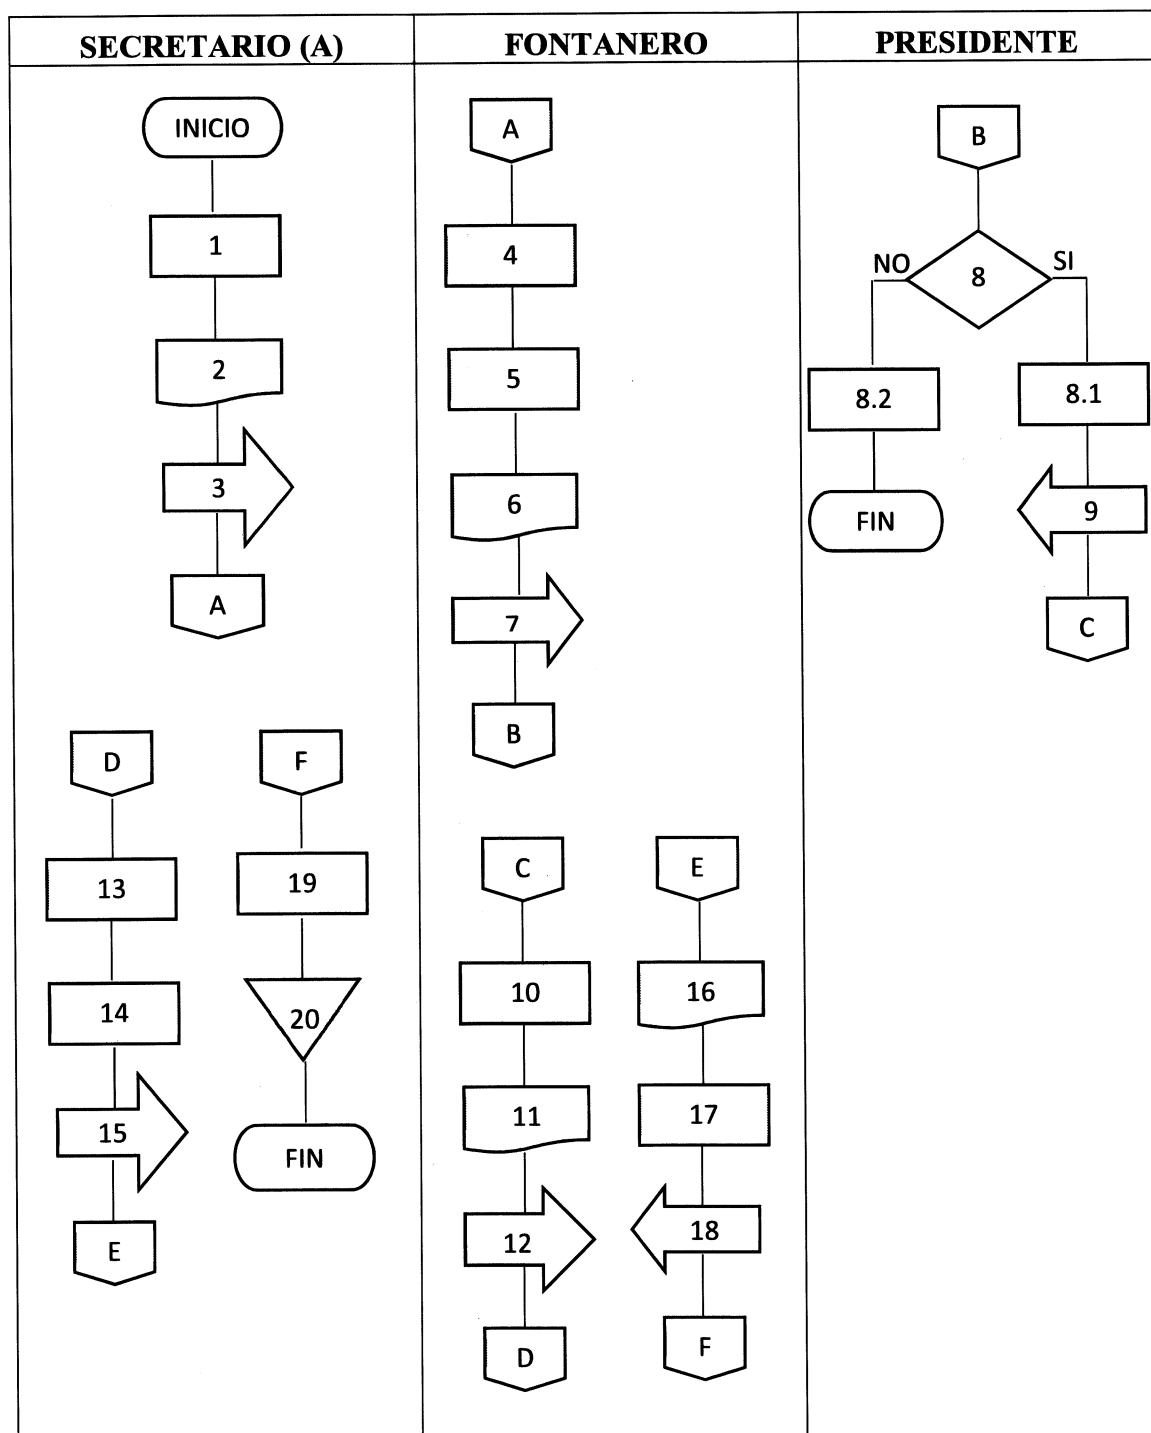 SECRETARIO (A)
FONTANERO
PRESIDENTE
INICIO
1
2
3
A
D
13
14
15
E
F
19
20
FIN
A
4
5
6
7
B
C
10
11
12
D
E
16
17
18
F
B
NO
8
SI
8.2
FIN
8.1
9
C